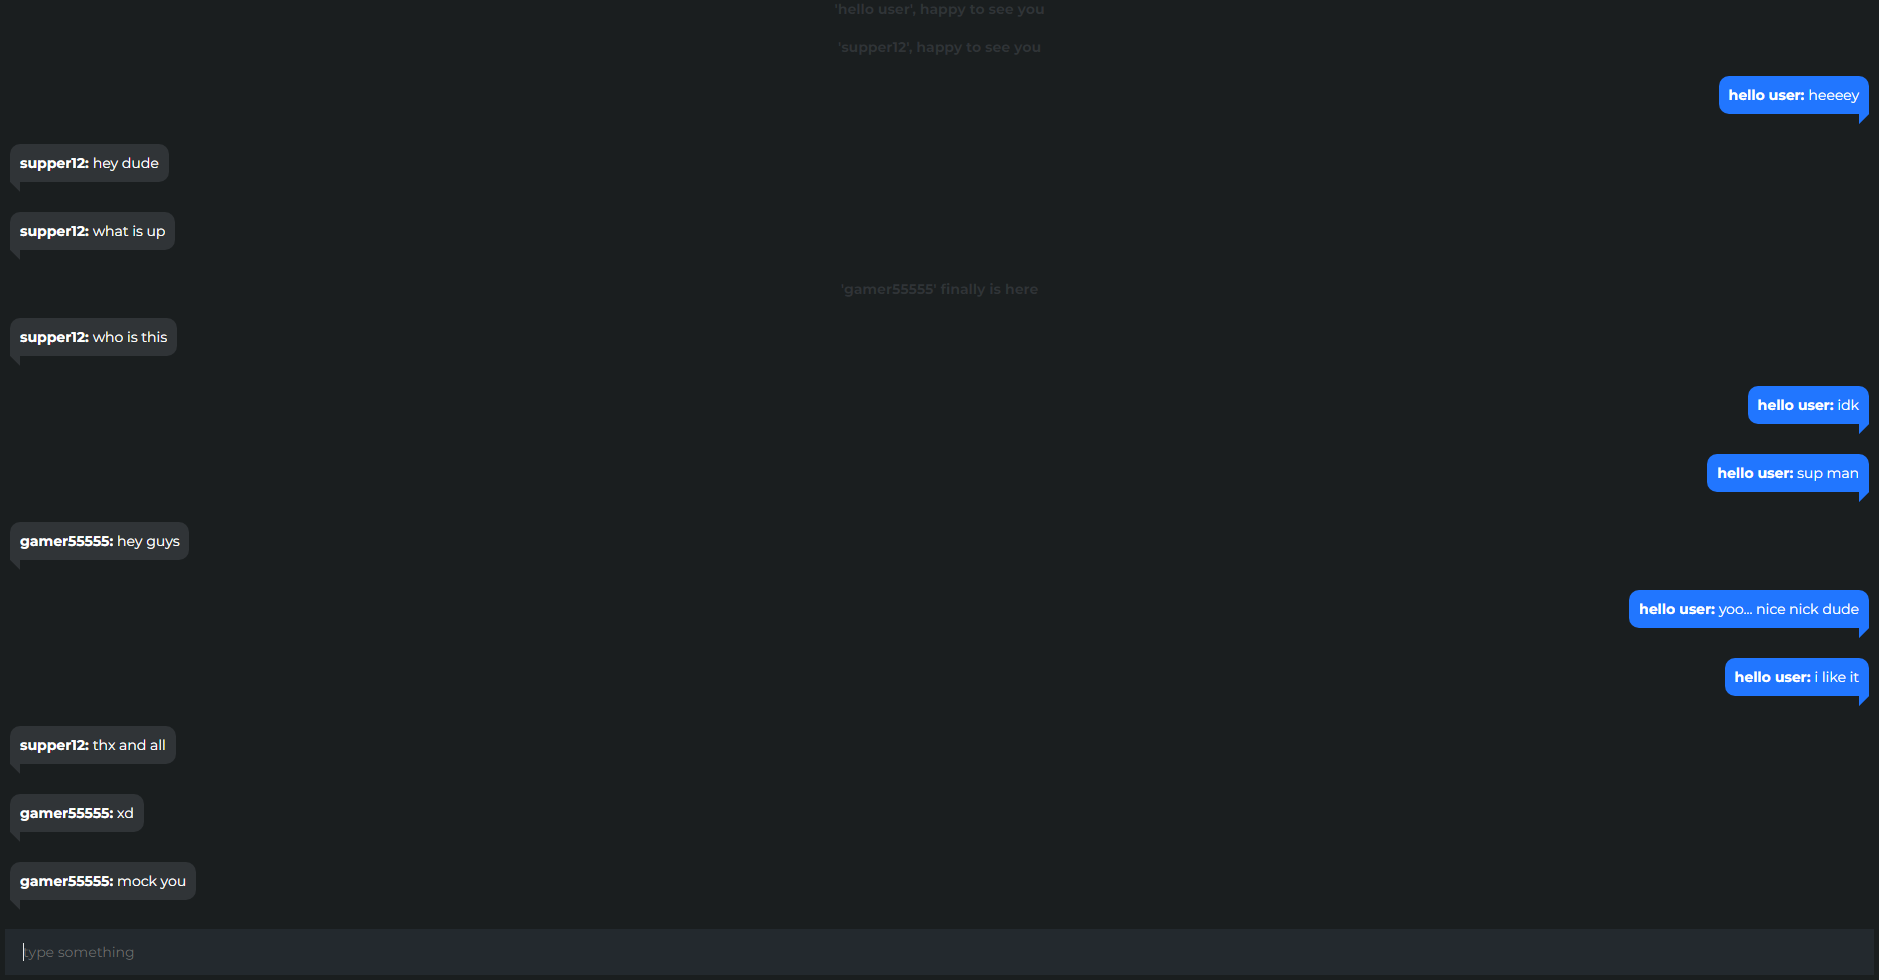 'hello user', happy to see you
'supper12', happy to see you
hello user: heeeey
supper12: hey dude
supper12: what is up
'gamer55555' finally is here
supper12: who is this
hello user: idk
hello user: sup man
gamer55555: hey guys
hello user: yoo... nice nick dude
hello user: i like it
supper12: thx and all
gamer55555: xd
gamer55555: mock you
type something